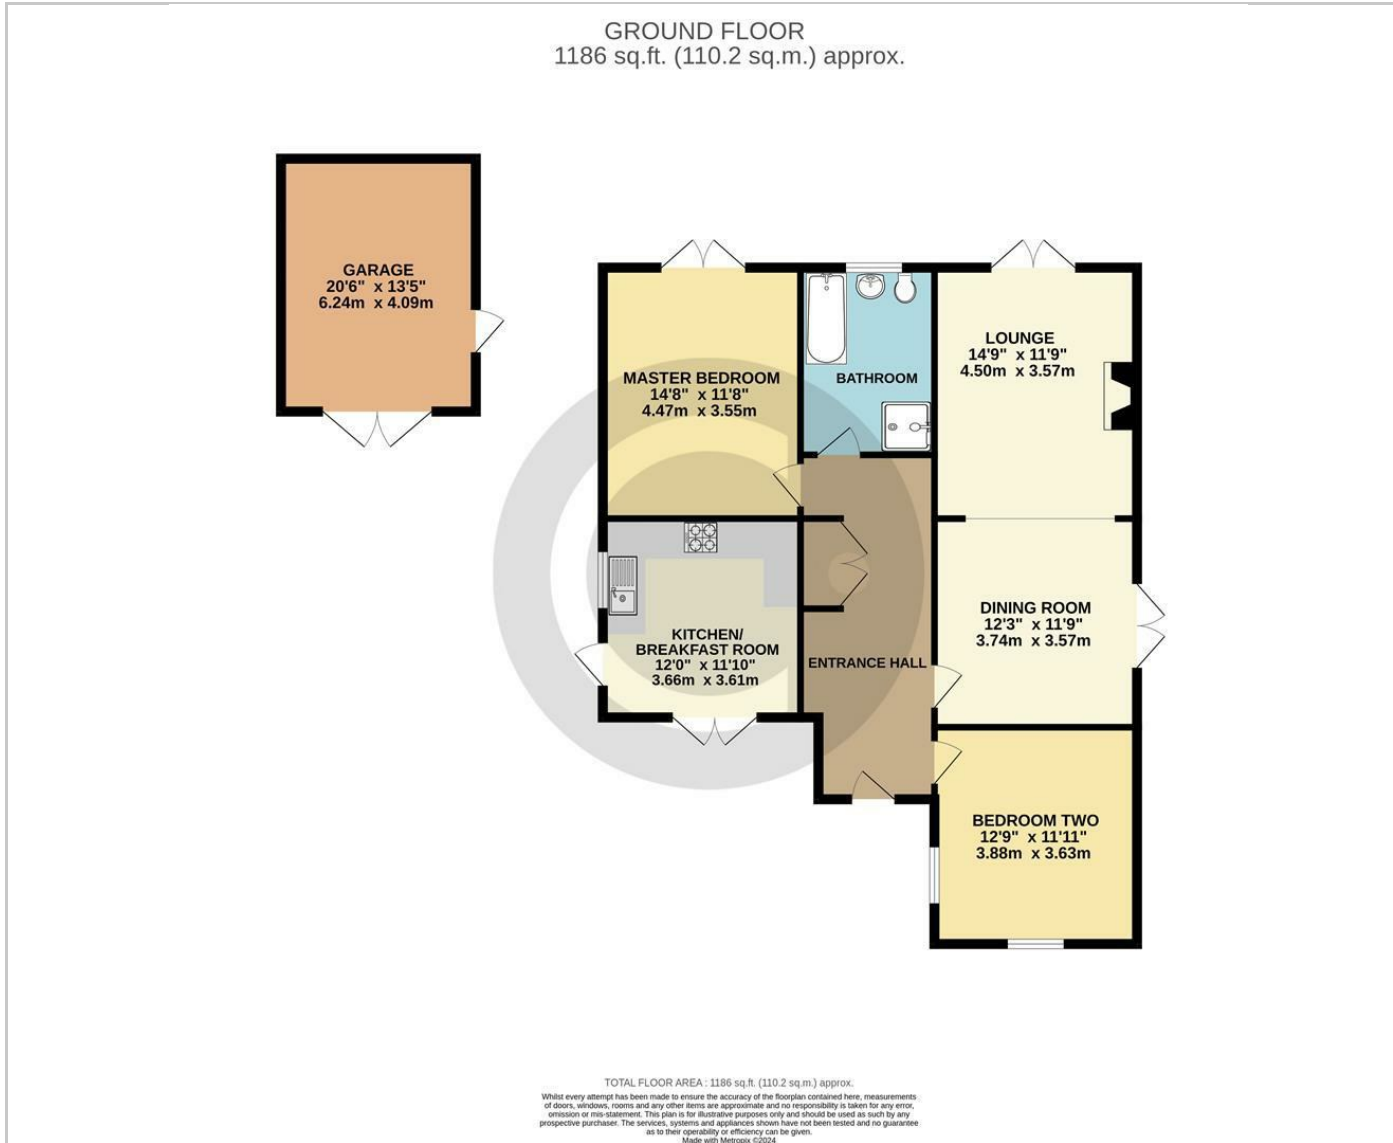 GROUND FLOOR
1186 sq.ft. (110.2 sq.m.) approx.
GARAGE
20'6" x 13'5"
6.24m x 4.09m
MASTER BEDROOM
14'8" x 11'8"
4.47m x 3.55m
BATHROOM
LOUNGE
14'9" x 11'9"
4.50m x 3.57m
KITCHEN/
BREAKFAST ROOM
12'0" x 11'10"
3.66m x 3.61m
ENTRANCE HALL
DINING ROOM
12'3" x 11'9"
3.74m x 3.57m
BEDROOM TWO
12'9" x 11'11"
3.88m x 3.63m
TOTAL FLOOR AREA : 1186 sq.ft. (110.2 sq.m.) approx.
Whilst every attempt has been made to ensure the accuracy of the floorplan contained here, measurements
of doors, windows, rooms and any other items are approximate and no responsibility is taken for any error,
omission or mis-statement. This plan is for illustrative purposes only and should be used as such by any
prospective purchaser. The services, systems and appliances shown have not been tested and no guarantee
as to their operability or efficiency can be given.
Made with Metropix ©2024